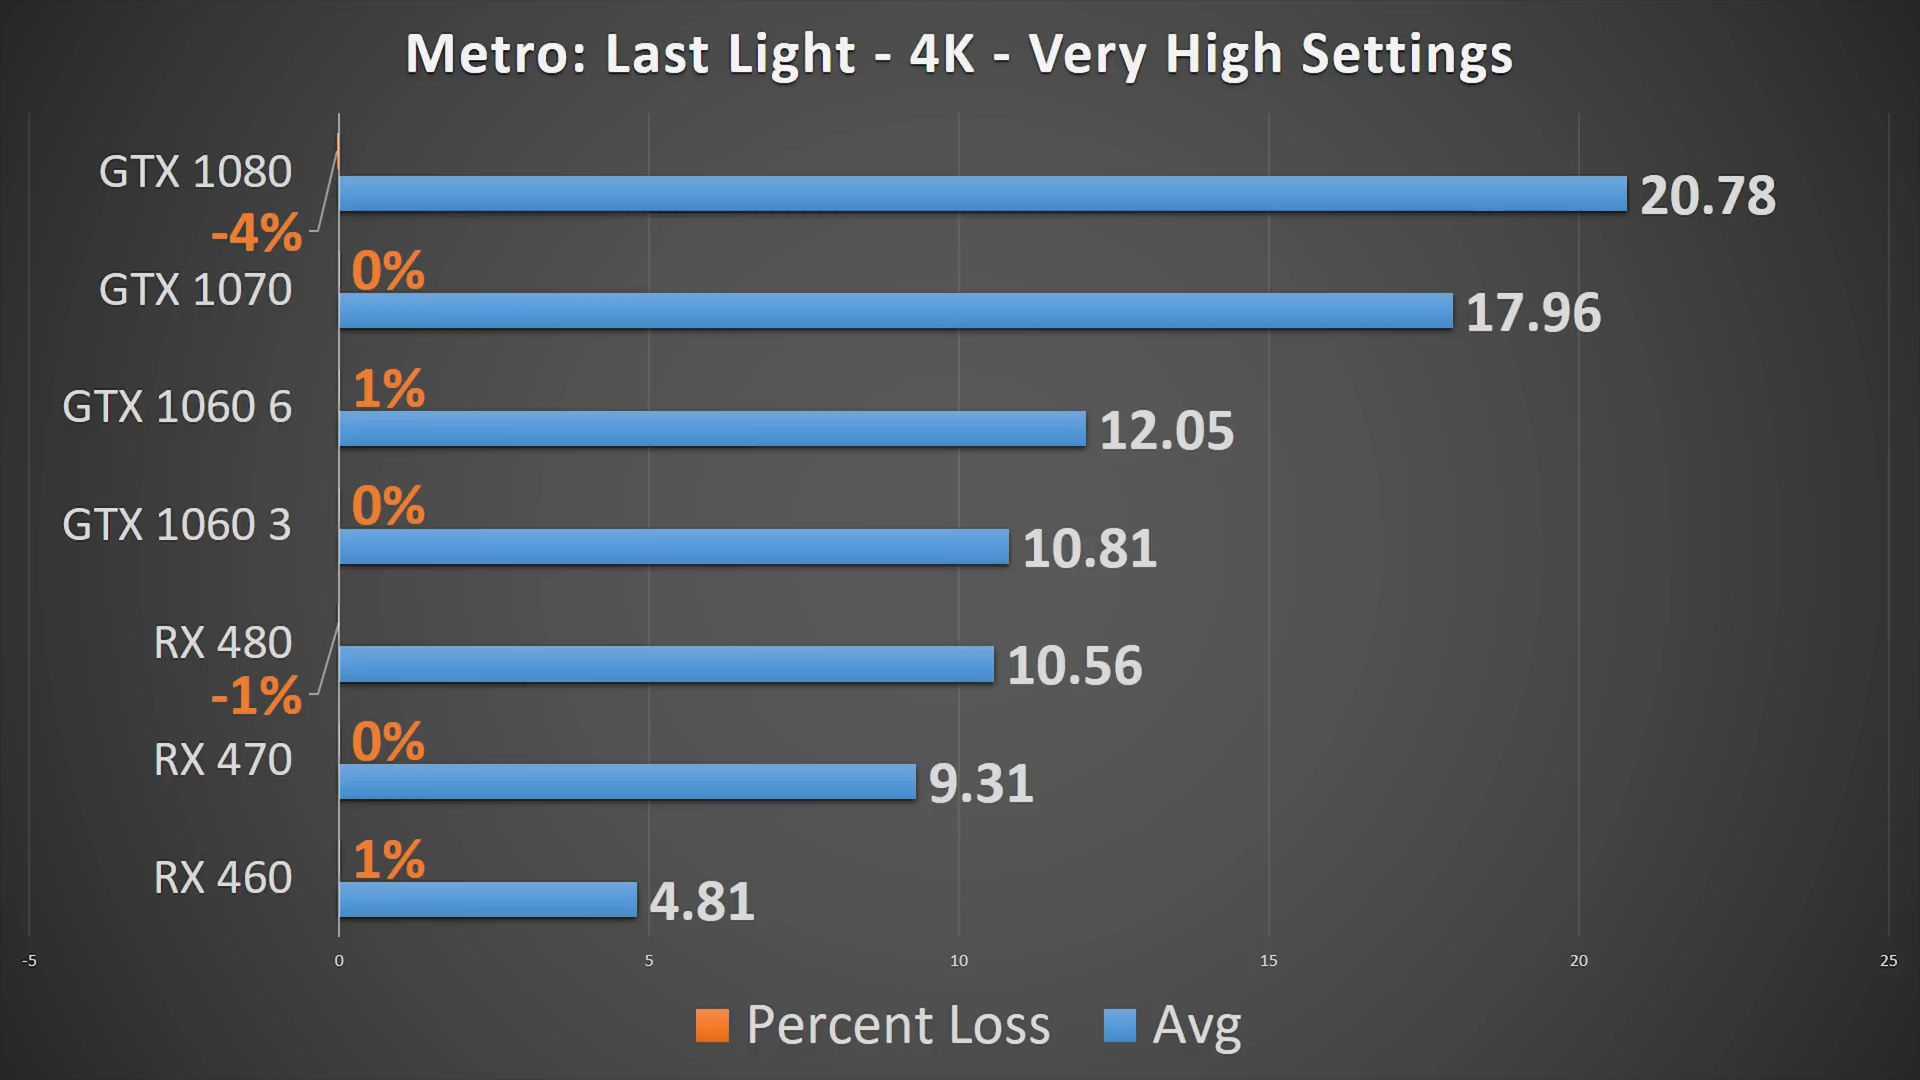 Metro: Last Light - 4K - Very High Settings
GTX 1080
20.78
-4%
0%
GTX 1070
17.96
1%
GTX 1060 6
12.05
0%
GTX 1060 3
10.81
RX 480
10.56
-1%
0%
RX 470
9.31
1%
RX 460
4.81
-5 0 5 10 15 20 25
Percent Loss Avg